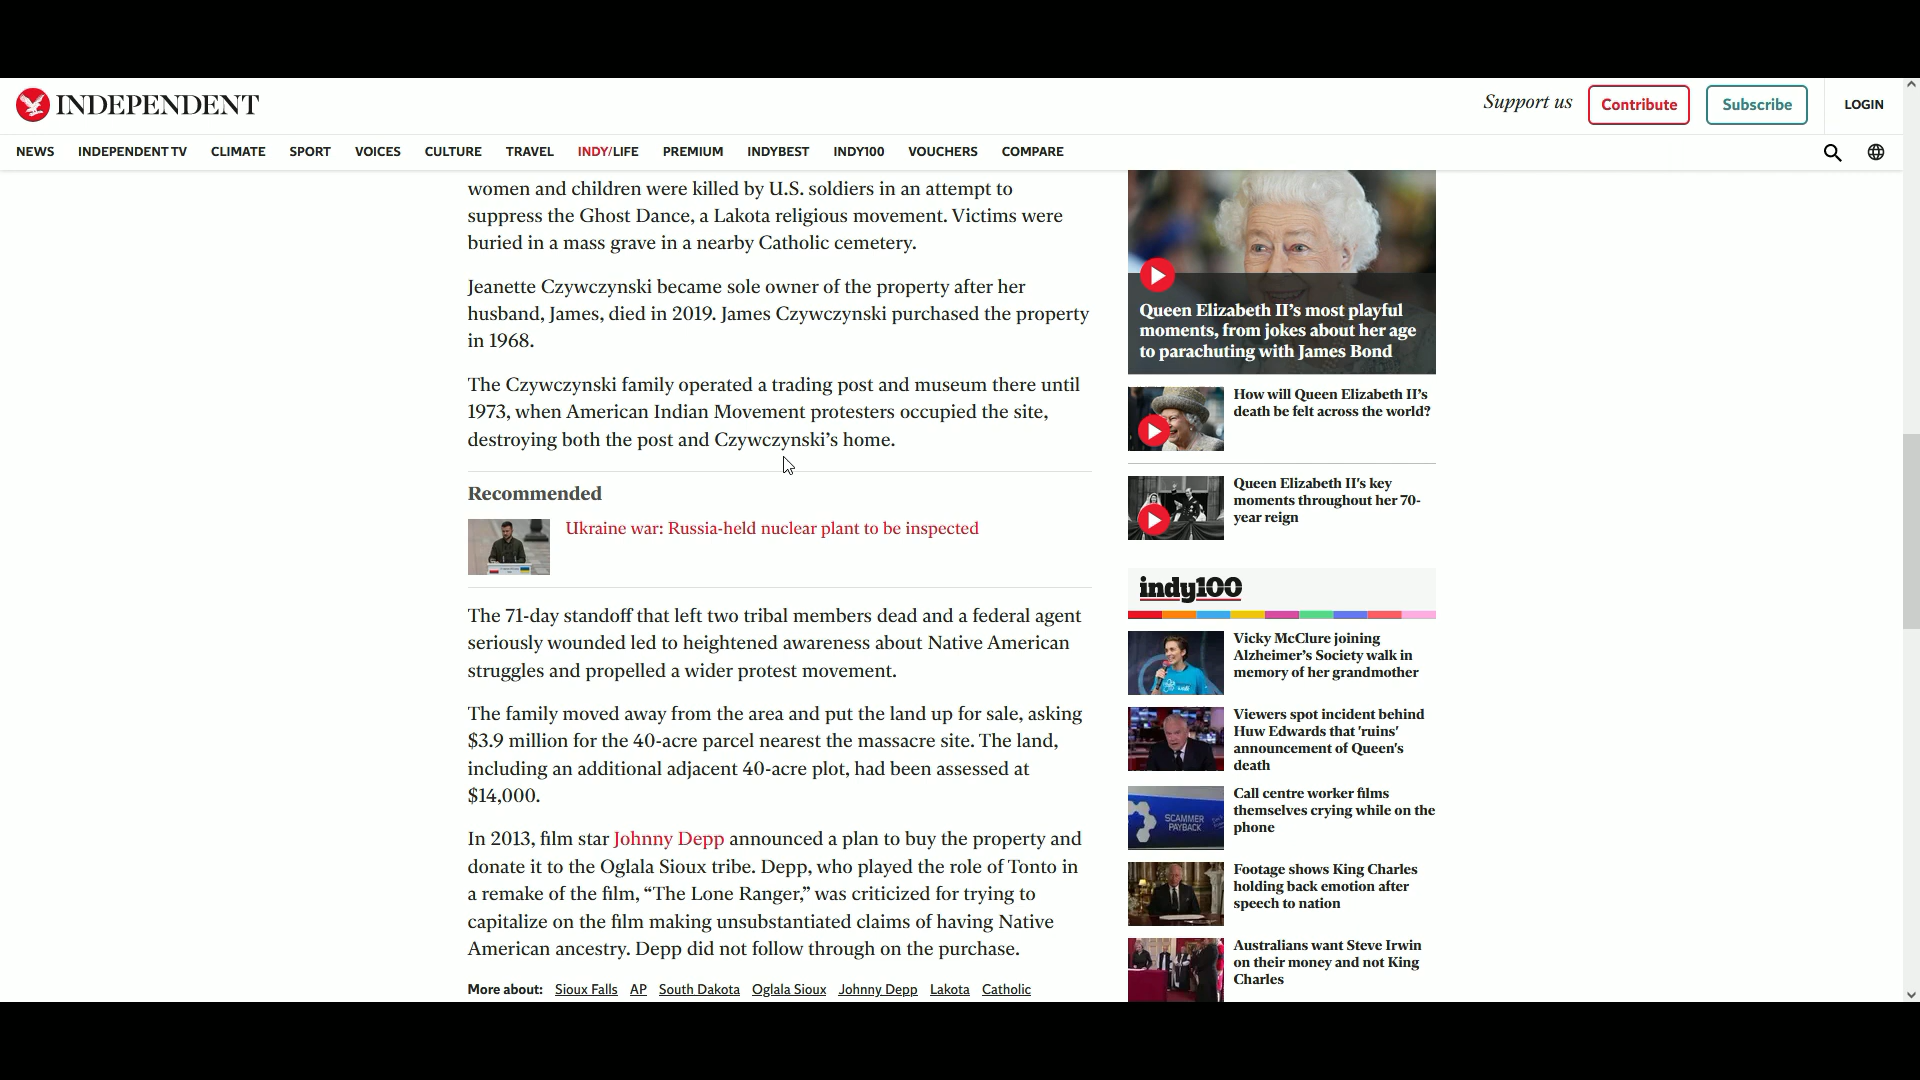 INDEPENDENT
Support us
Contribute
Subscribe
LOGIN
NEWS INDEPENDENT TV CLIMATE SPORT VOICES CULTURE TRAVEL INDY/LIFE PREMIUM INDYBEST INDY100 VOUCHERS COMPARE
women and children were killed by U.S. soldiers in an attempt to
suppress the Ghost Dance, a Lakota religious movement. Victims were
buried in a mass grave in a nearby Catholic cemetery.
Jeanette Czywczynski became sole owner of the property after her
husband, James, died in 2019. James Czywczynski purchased the property
in 1968.
The Czywczynski family operated a trading post and museum there until
1973, when American Indian Movement protesters occupied the site,
destroying both the post and Czywczynski’s home.
Recommended
Ukraine war: Russia-held nuclear plant to be inspected
The 71-day standoff that left two tribal members dead and a federal agent
seriously wounded led to heightened awareness about Native American
struggles and propelled a wider protest movement.
The family moved away from the area and put the land up for sale, asking
$3.9 million for the 40-acre parcel nearest the massacre site. The land,
including an additional adjacent 40-acre plot, had been assessed at
$14,000.
In 2013, film star Johnny Depp announced a plan to buy the property and
donate it to the Oglala Sioux tribe. Depp, who played the role of Tonto in
a remake of the film, “The Lone Ranger,” was criticized for trying to
capitalize on the film making unsubstantiated claims of having Native
American ancestry. Depp did not follow through on the purchase.
More about: Sioux Falls AP South Dakota Oglala Sioux Johnny Depp Lakota Catholic
Queen Elizabeth II’s most playful
moments, from jokes about her age
to parachuting with James Bond
How will Queen Elizabeth II’s
death be felt across the world?
Queen Elizabeth II’s key
moments throughout her 70-
year reign
indy100
Vicky McClure joining
Alzheimer’s Society walk in
memory of her grandmother
Viewers spot incident behind
Huw Edwards that 'ruins'
announcement of Queen's
death
SCAMMER
PAYBACK
Call centre worker films
themselves crying while on the
phone
Footage shows King Charles
holding back emotion after
speech to nation
Australians want Steve Irwin
on their money and not King
Charles